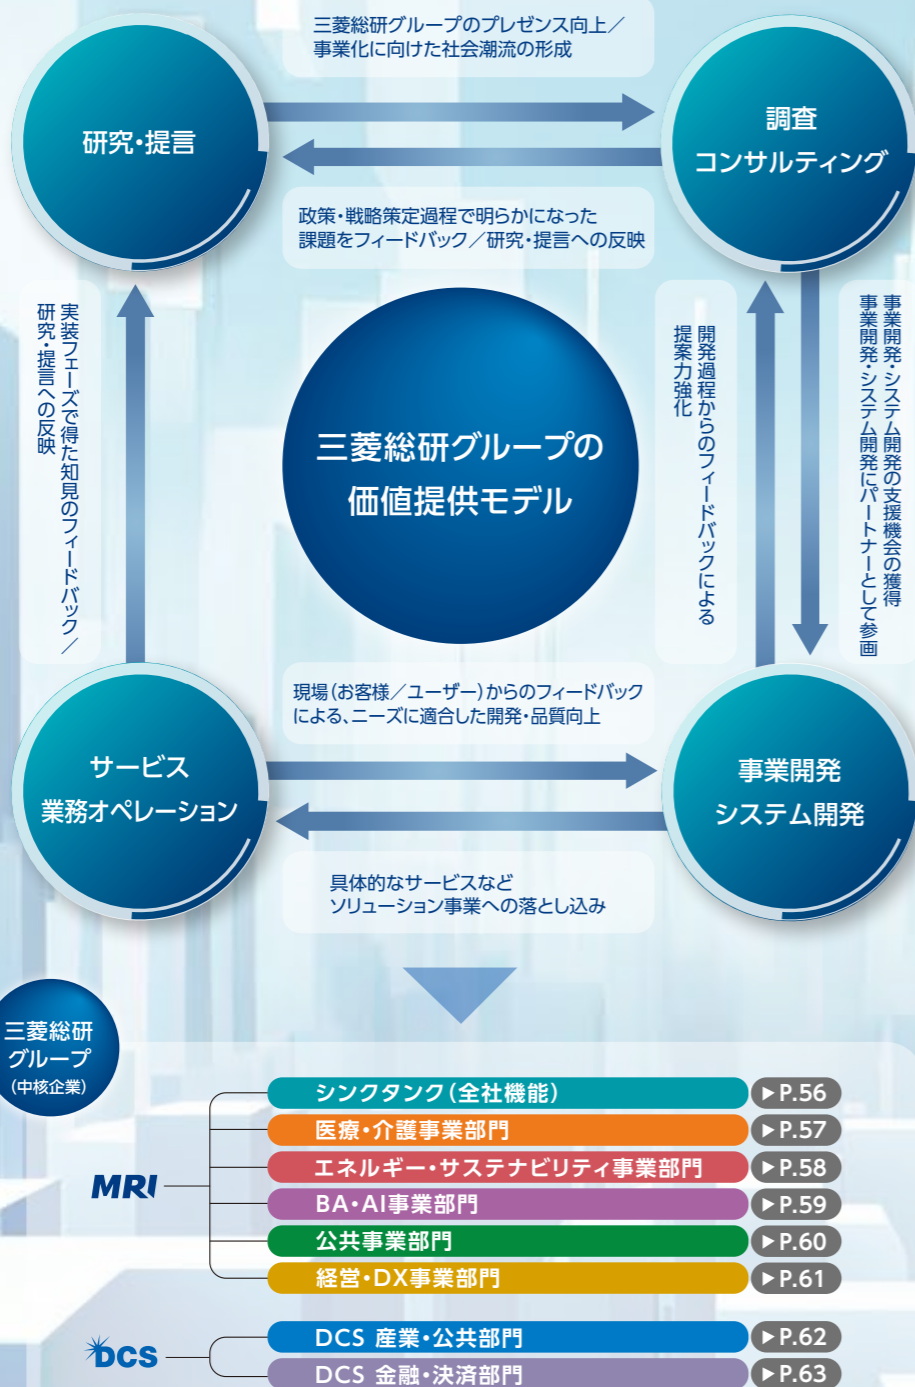 三菱総研グループのプレゼンス向上／
事業化に向けた社会潮流の形成
研究・提言
調査
コンサルティング
政策・戦略策定過程で明らかになった
課題をフィードバック／研究・提言への反映
実装フェーズで得た知見のフィードバック／
研究・提言への反映
三菱総研グループの
価値提供モデル
開発過程からのフィードバックによる
提案力強化
事業開発・システム開発の支援機会の獲得
事業開発・システム開発にパートナーとして参画
現場（お客様／ユーザー）からのフィードバック
による、ニーズに適合した開発・品質向上
サービス
業務オペレーション
事業開発
システム開発
具体的なサービスなど
ソリューション事業への落とし込み
三菱総研
グループ
（中核企業）
MRI
シンクタンク（全社機能） ▶P.56
医療・介護事業部門 ▶P.57
エネルギー・サステナビリティ事業部門 ▶P.58
BA・AI事業部門 ▶P.59
公共事業部門 ▶P.60
経営・DX事業部門 ▶P.61
DCS
DCS 産業・公共部門 ▶P.62
DCS 金融・決済部門 ▶P.63